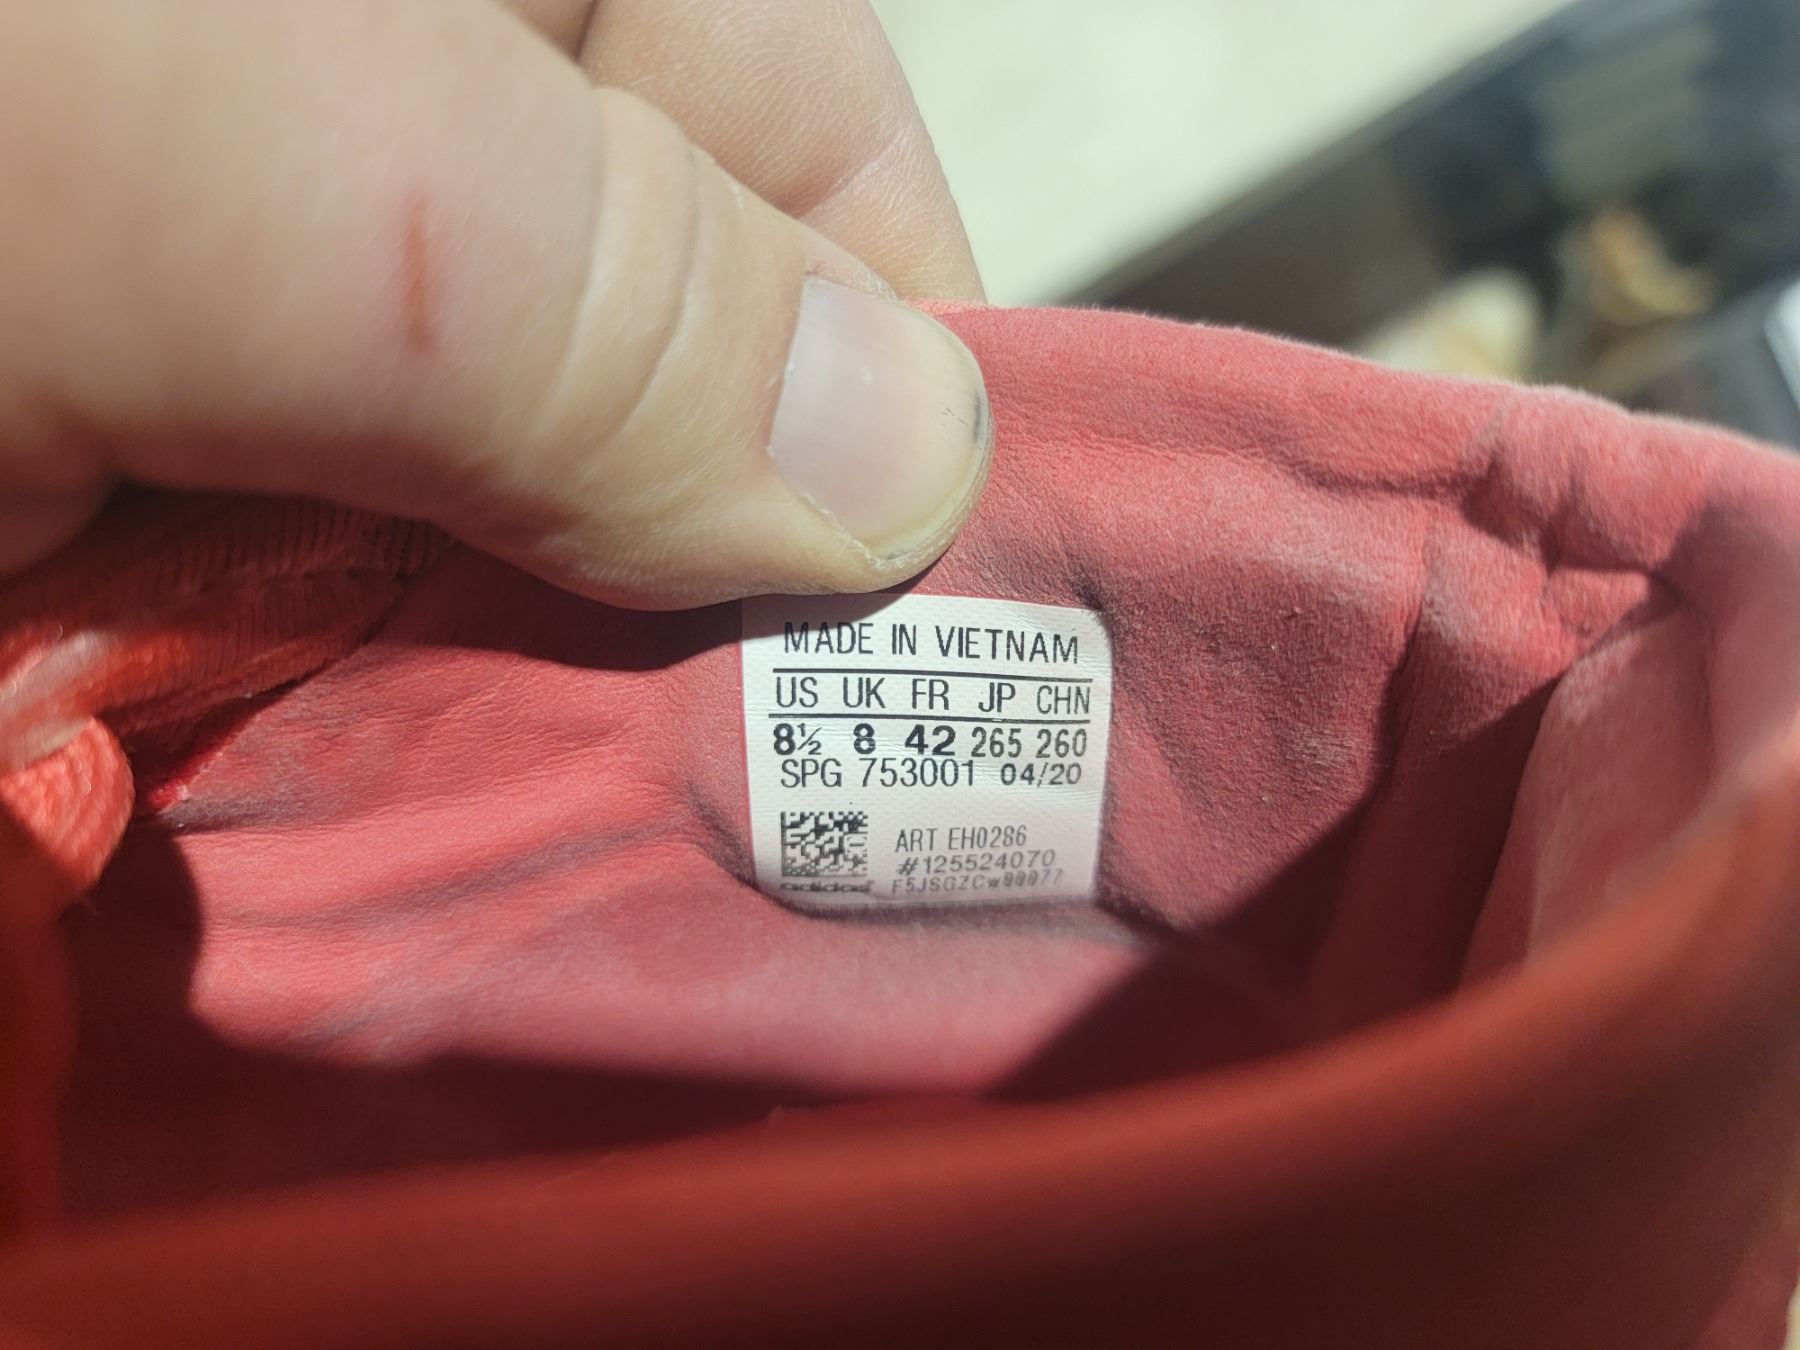 MADE IN VIETNAM
US UK FR JP CHN
8½ 8 42 265 260
SPG 753001 04/20
ART EH0286
#125524070
adidas F5JSGZCW00077